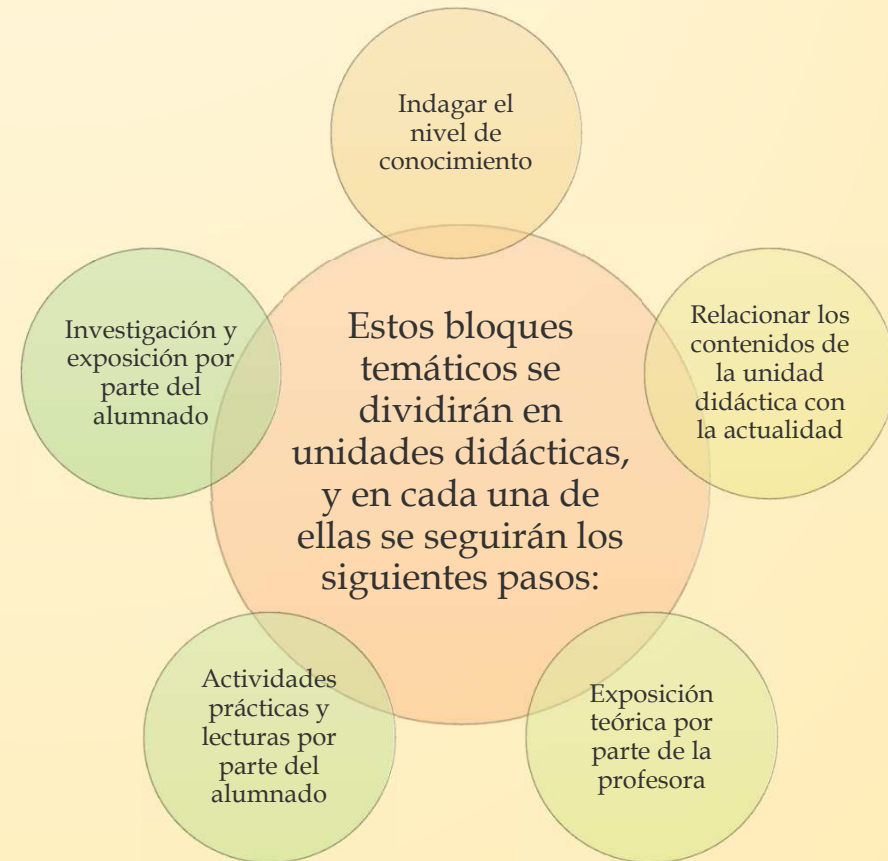 Indagar el
nivel de
conocimiento
Estos bloques
temáticos se
dividirán en
unidades didácticas,
y en cada una de
ellas se seguirán los
siguientes pasos:
Relacionar los
contenidos de
la unidad
didáctica con
la actualidad
Exposición
teórica por
parte de la
profesora
Actividades
prácticas y
lecturas por
parte del
alumnado
Investigación y
exposición por
parte del
alumnado